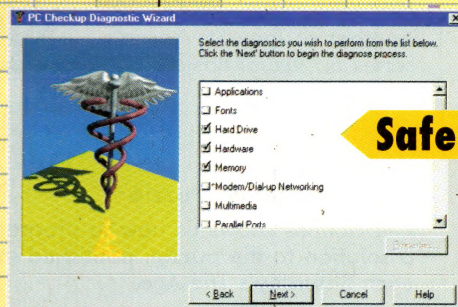 PC Checkup Diagnostic Wizard
Select the diagnostics you wish to perform from the list below.
Click the 'Next' button to begin the diagnose process.
Applications
Fonts
Hard Drive
Hardware
Memory
Modem/Dial-up Networking
Multimedia
Parallel Ports
Safe
< Back
Next >
Cancel
Help